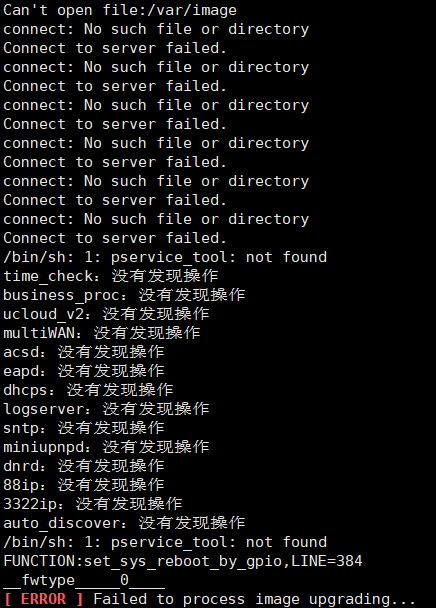 Can't open file:/var/image
connect: No such file or directory
Connect to server failed.
connect: No such file or directory
Connect to server failed.
connect: No such file or directory
Connect to server failed.
connect: No such file or directory
Connect to server failed.
connect: No such file or directory
Connect to server failed.
connect: No such file or directory
Connect to server failed.
/bin/sh: 1: pservice_tool: not found
time_check：没有发现操作
business_proc：没有发现操作
ucloud_v2：没有发现操作
multiWAN：没有发现操作
acsd：没有发现操作
eapd：没有发现操作
dhcps：没有发现操作
logserver：没有发现操作
sntp：没有发现操作
miniupnpd：没有发现操作
dnrd：没有发现操作
88ip：没有发现操作
3322ip：没有发现操作
auto_discover：没有发现操作
/bin/sh: 1: pservice_tool: not found
FUNCTION:set_sys_reboot_by_gpio,LINE=384
__fwtype_____0____
[ ERROR ] Failed to process image upgrading...